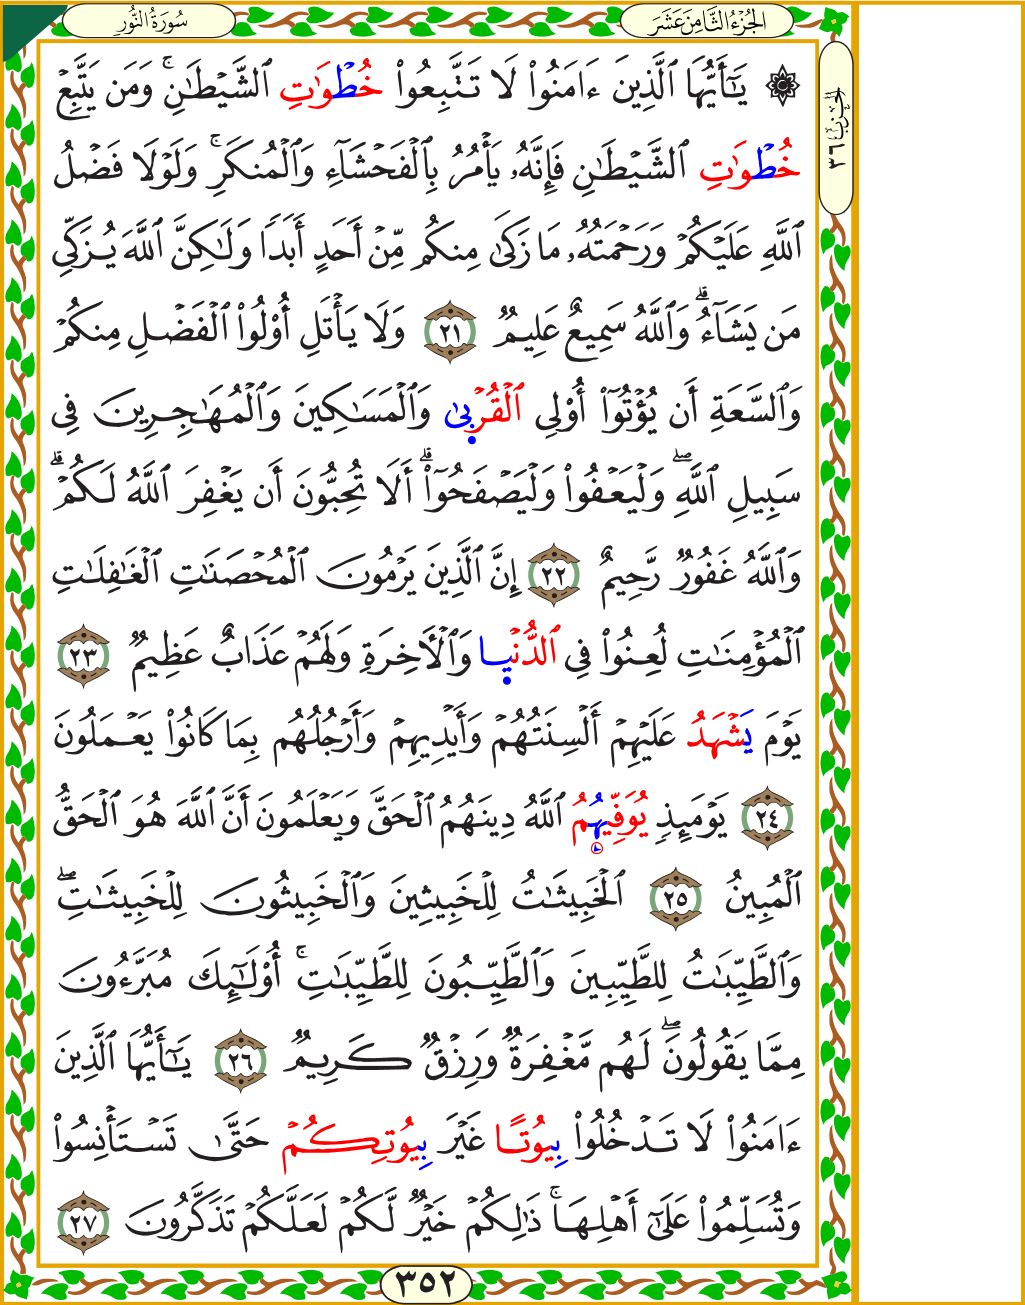 سُورَةُ النُّورِ
الجُزْءُ الثَّامِنَ عَشَرَ
الحِزْبُ ٣٦
۞ يَٰٓأَيُّهَا ٱلَّذِينَ ءَامَنُوا۟ لَا تَتَّبِعُوا۟ خُطْوَٰتِ ٱلشَّيْطَٰنِ ۚ وَمَن يَتَّبِعْ
خُطْوَٰتِ ٱلشَّيْطَٰنِ فَإِنَّهُۥ يَأْمُرُ بِٱلْفَحْشَآءِ وَٱلْمُنكَرِ ۚ وَلَوْلَا فَضْلُ
ٱللَّهِ عَلَيْكُمْ وَرَحْمَتُهُۥ مَا زَكَىٰ مِنكُم مِّنْ أَحَدٍ أَبَدًا وَلَٰكِنَّ ٱللَّهَ يُزَكِّى
مَن يَشَآءُ ۗ وَٱللَّهُ سَمِيعٌ عَلِيمٌ ٢١ وَلَا يَأْتَلِ أُو۟لُوا۟ ٱلْفَضْلِ مِنكُمْ
وَٱلسَّعَةِ أَن يُؤْتُوٓا۟ أُو۟لِى ٱلْقُرْبِىٰ وَٱلْمَسَٰكِينَ وَٱلْمُهَٰجِرِينَ فِى
سَبِيلِ ٱللَّهِ ۖ وَلْيَعْفُوا۟ وَلْيَصْفَحُوٓا۟ ۗ أَلَا تُحِبُّونَ أَن يَغْفِرَ ٱللَّهُ لَكُمْ ۗ
وَٱللَّهُ غَفُورٌ رَّحِيمٌ ٢٢ إِنَّ ٱلَّذِينَ يَرْمُونَ ٱلْمُحْصَنَٰتِ ٱلْغَٰفِلَٰتِ
ٱلْمُؤْمِنَٰتِ لُعِنُوا۟ فِى ٱلدُّنْيا وَٱلْأَخِرَةِ وَلَهُمْ عَذَابٌ عَظِيمٌ ٢٣
يَوْمَ يَشْهَدُ عَلَيْهِمْ أَلْسِنَتُهُمْ وَأَيْدِيهِمْ وَأَرْجُلُهُم بِمَا كَانُوا۟ يَعْمَلُونَ
٢٤ يَوْمَئِذٍ يُوَفِّيهُمُ ٱللَّهُ دِينَهُمُ ٱلْحَقَّ وَيَعْلَمُونَ أَنَّ ٱللَّهَ هُوَ ٱلْحَقُّ
ٱلْمُبِينُ ٢٥ ٱلْخَبِيثَٰتُ لِلْخَبِيثِينَ وَٱلْخَبِيثُونَ لِلْخَبِيثَٰتِ ۖ
وَٱلطَّيِّبَٰتُ لِلطَّيِّبِينَ وَٱلطَّيِّبُونَ لِلطَّيِّبَٰتِ ۚ أُو۟لَٰٓئِكَ مُبَرَّءُونَ
مِمَّا يَقُولُونَ ۖ لَهُم مَّغْفِرَةٌ وَرِزْقٌ كَرِيمٌ ٢٦ يَٰٓأَيُّهَا ٱلَّذِينَ
ءَامَنُوا۟ لَا تَدْخُلُوا۟ بِيُوتًا غَيْرَ بِيُوتِكُمْ حَتَّىٰ تَسْتَأْنِسُوا۟
وَتُسَلِّمُوا۟ عَلَىٰٓ أَهْلِهَا ۚ ذَٰلِكُمْ خَيْرٌ لَّكُمْ لَعَلَّكُمْ تَذَّكَّرُونَ ٢٧
٣٥٢